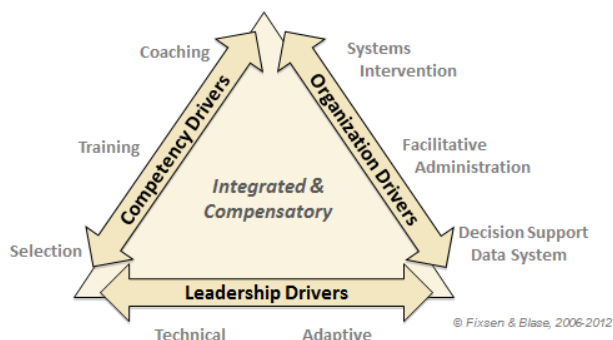 Coaching
Systems
Intervention
Competency Drivers
Organization Drivers
Training
Facilitative
Administration
Integrated &
Compensatory
Selection
Decision Support
Data System
Leadership Drivers
© Fixsen & Blase, 2006-2012
Technical
Adaptive